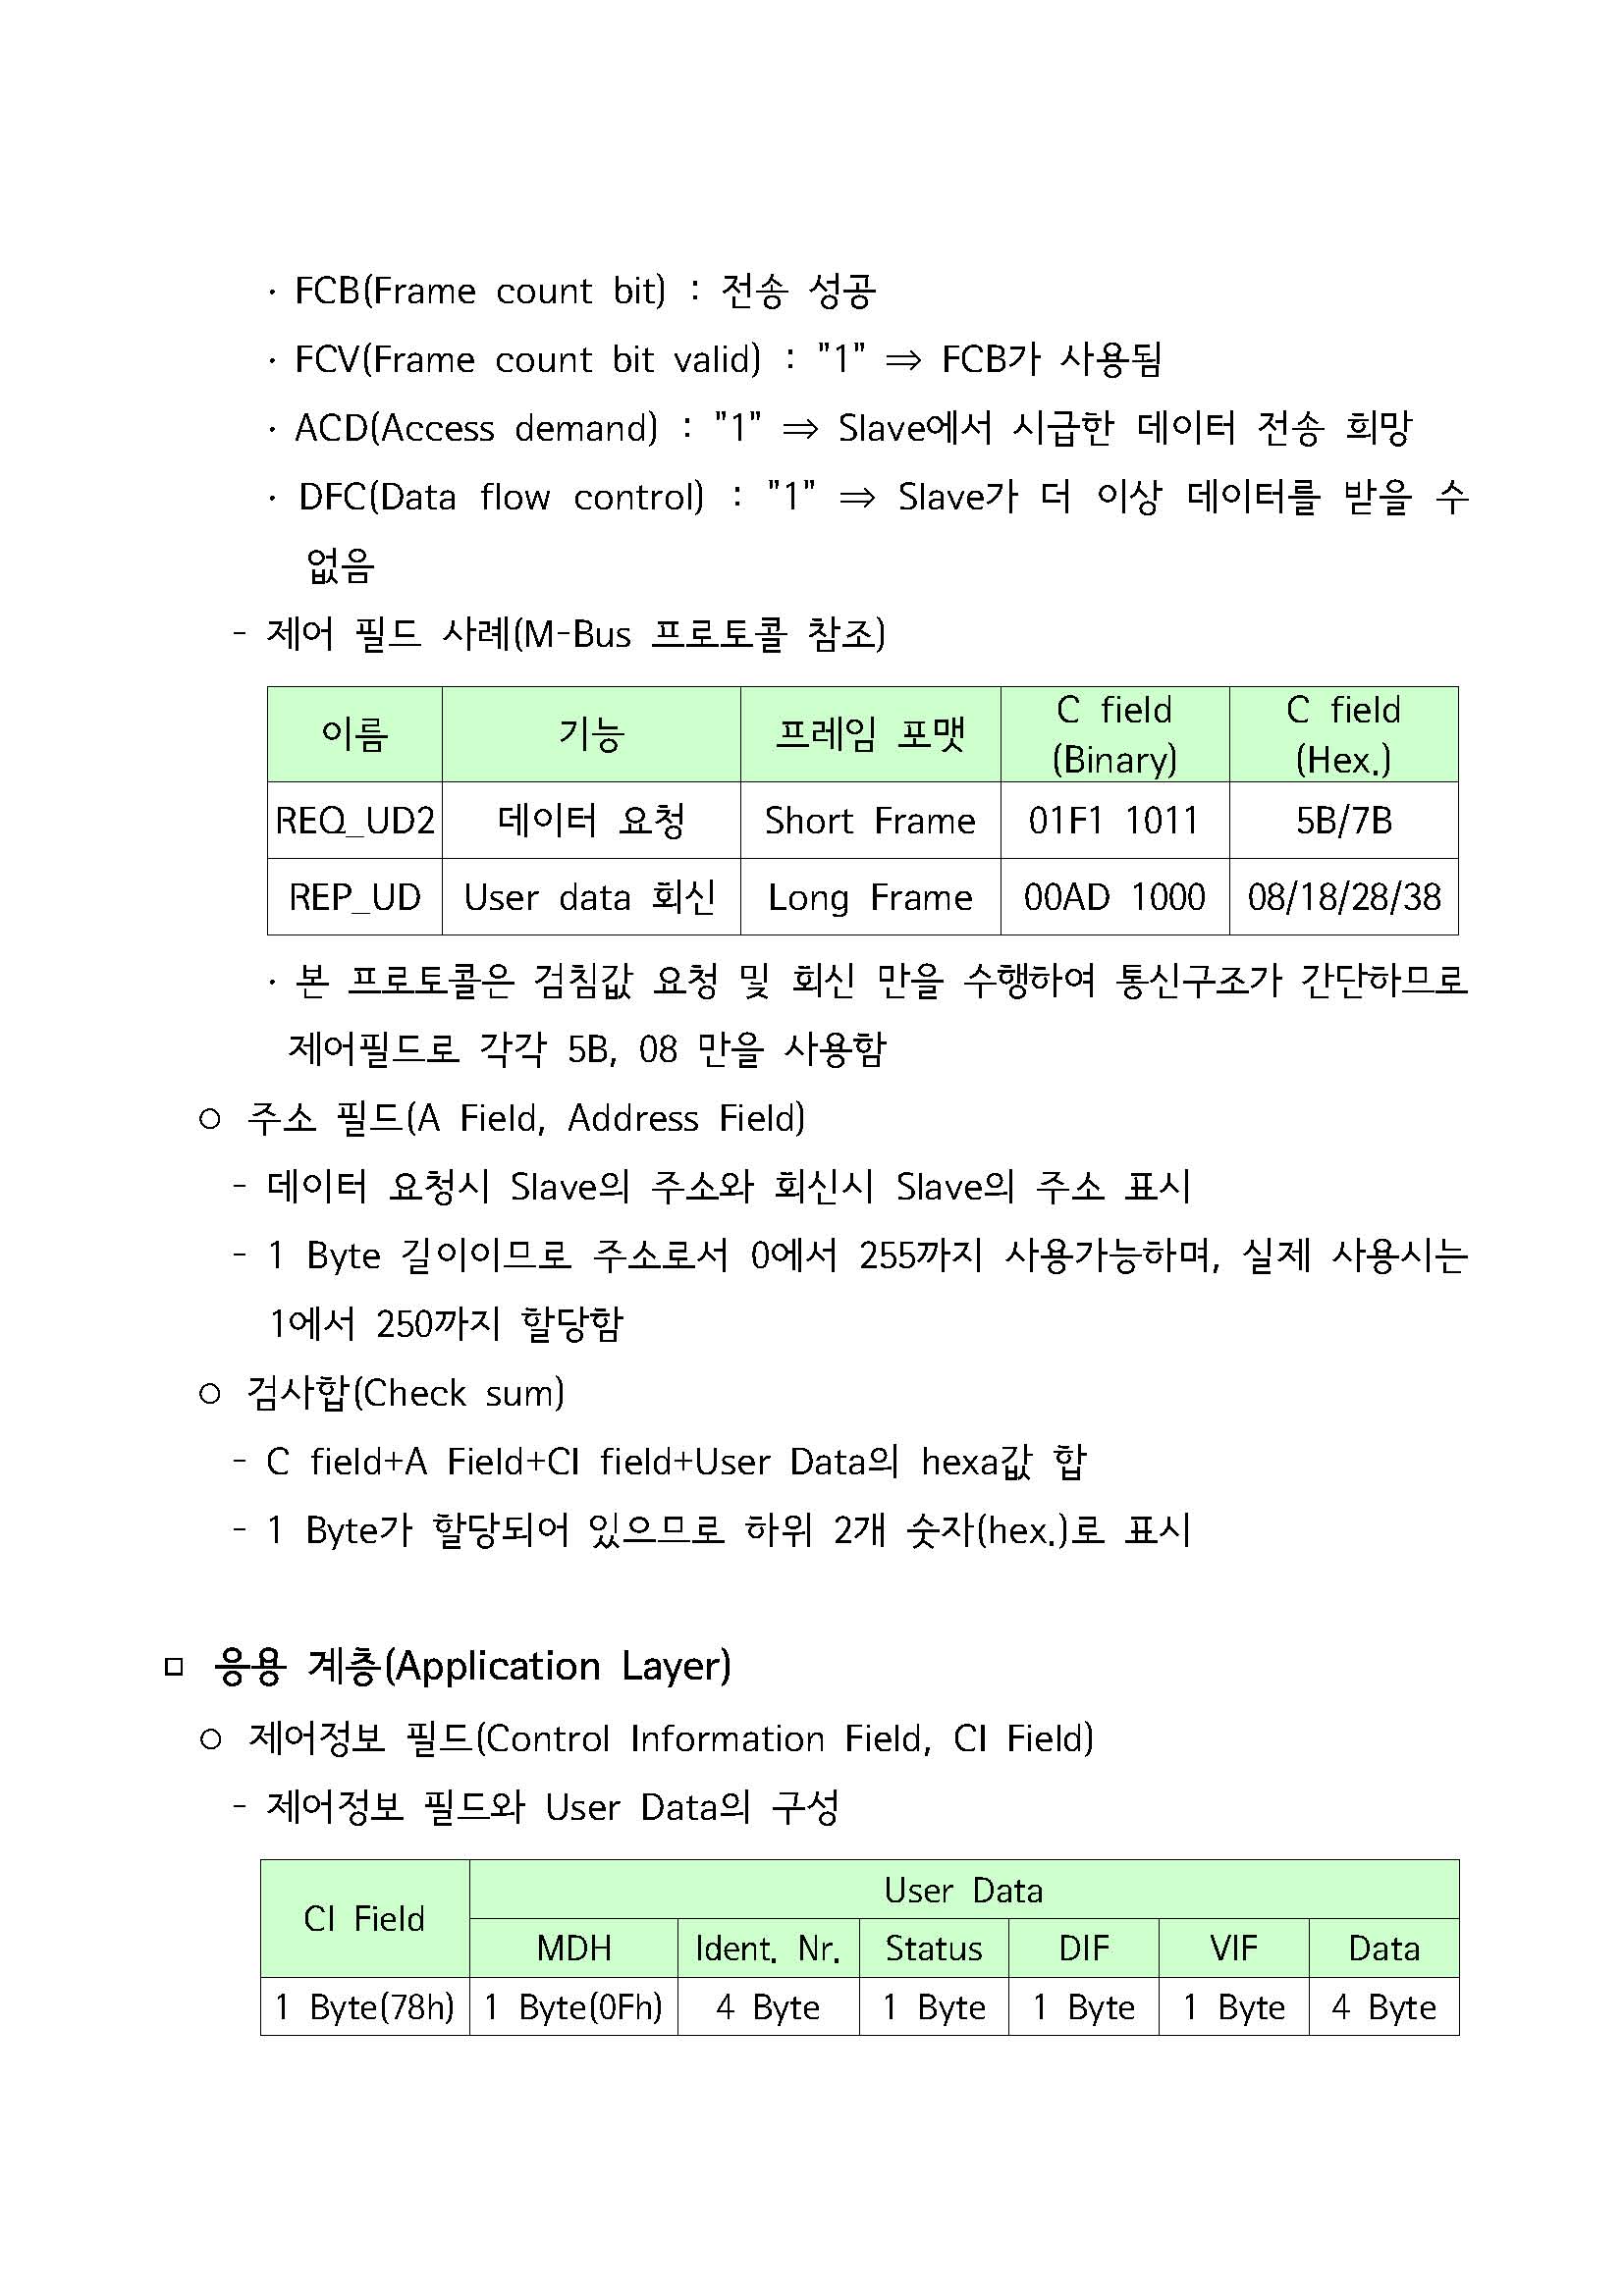 · FCB(Frame count bit) : 전송 성공
· FCV(Frame count bit valid) : "1" ⇒ FCB가 사용됨
· ACD(Access demand) : "1" ⇒ Slave에서 시급한 데이터 전송 희망
· DFC(Data flow control) : "1" ⇒ Slave가 더 이상 데이터를 받을 수
없음
- 제어 필드 사례(M-Bus 프로토콜 참조)
이름 기능 프레임 포맷 C field (Binary) C field (Hex.)
REQ_UD2 데이터 요청 Short Frame 01F1 1011 5B/7B
REP_UD User data 회신 Long Frame 00AD 1000 08/18/28/38
· 본 프로토콜은 검침값 요청 및 회신 만을 수행하여 통신구조가 간단하므로
제어필드로 각각 5B, 08 만을 사용함
○ 주소 필드(A Field, Address Field)
- 데이터 요청시 Slave의 주소와 회신시 Slave의 주소 표시
- 1 Byte 길이이므로 주소로서 0에서 255까지 사용가능하며, 실제 사용시는
1에서 250까지 할당함
○ 검사합(Check sum)
- C field+A Field+CI field+User Data의 hexa값 합
- 1 Byte가 할당되어 있으므로 하위 2개 숫자(hex.)로 표시
□ 응용 계층(Application Layer)
○ 제어정보 필드(Control Information Field, CI Field)
- 제어정보 필드와 User Data의 구성
CI Field User Data
MDH Ident. Nr. Status DIF VIF Data
1 Byte(78h) 1 Byte(0Fh) 4 Byte 1 Byte 1 Byte 1 Byte 4 Byte